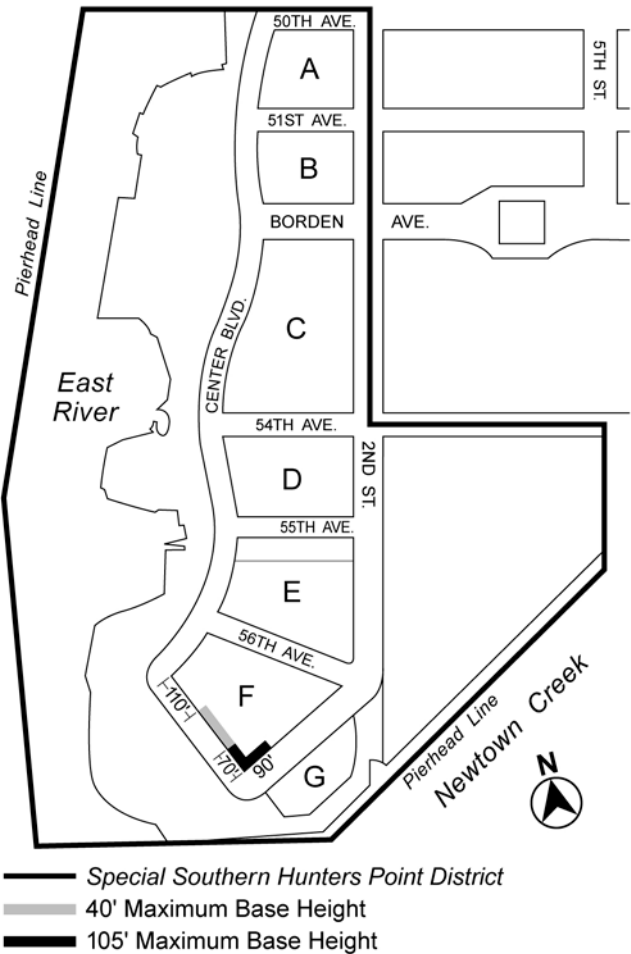 50TH AVE.
A
5TH ST.
51ST AVE.
B
Pierhead Line
BORDEN AVE.
CENTER BLVD.
C
East
River
54TH AVE.
2ND ST.
D
55TH AVE.
E
56TH AVE.
F
110'
70'
90'
G
Pierhead Line
Newtown Creek
N
Special Southern Hunters Point District
40' Maximum Base Height
105' Maximum Base Height